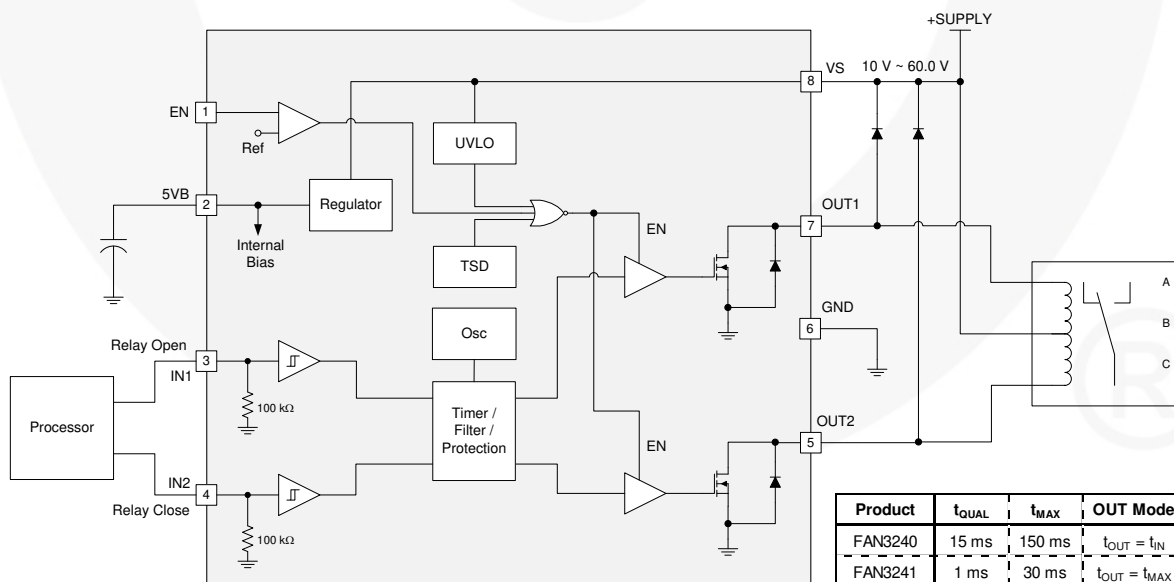 +SUPPLY
VS
10 V ~ 60.0 V
8
EN
1
Ref
UVLO
5VB
2
Regulator
OUT1
7
EN
Internal
Bias
TSD
GND
6
A
B
C
Osc
Relay Open
3
IN1
100 kΩ
Processor
Timer /
Filter /
Protection
OUT2
5
EN
IN2
4
Relay Close
100 kΩ
Product tQUAL tMAX OUT Mode
FAN3240 15 ms 150 ms tOUT = tIN
FAN3241 1 ms 30 ms tOUT = tMAX
®